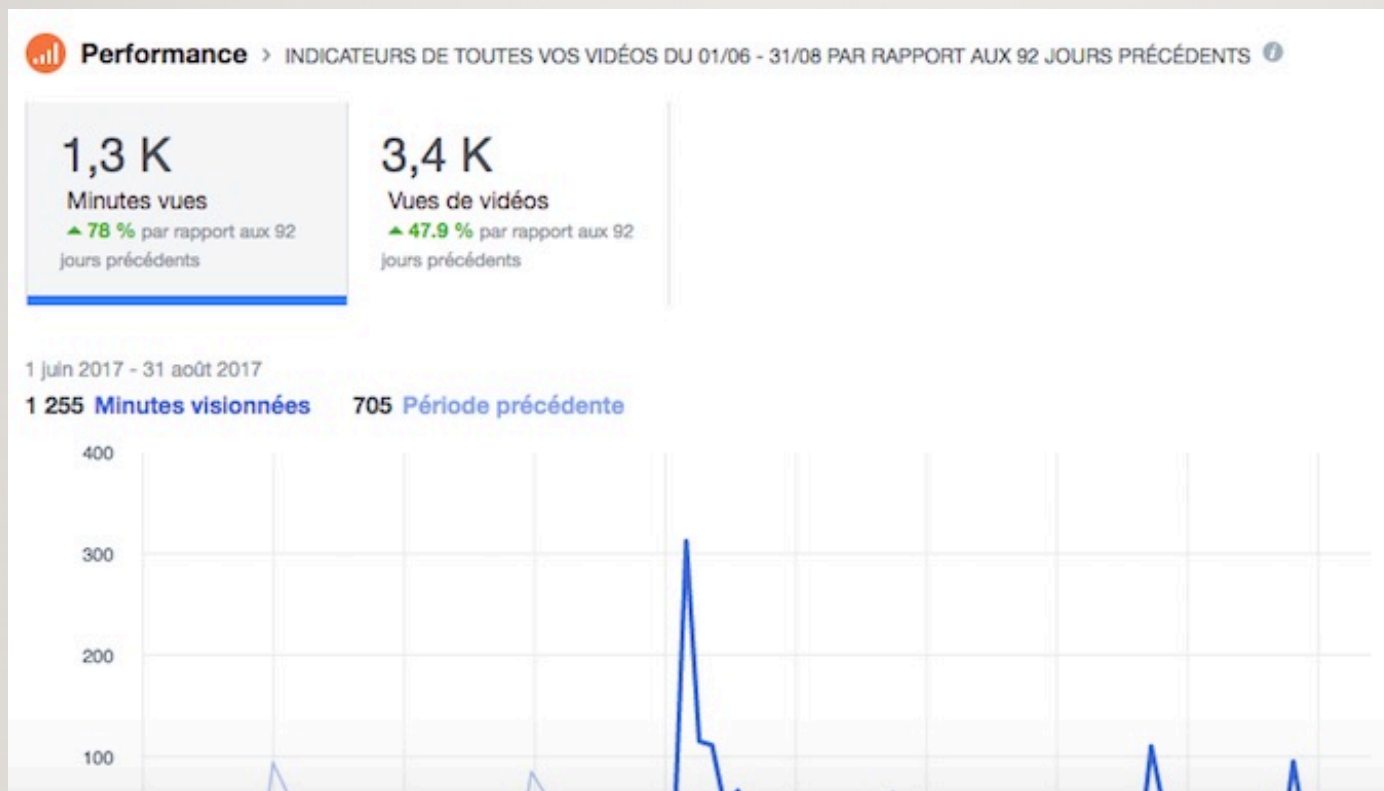 Performance > INDICATEURS DE TOUTES VOS VIDÉOS DU 01/06 - 31/08 PAR RAPPORT AUX 92 JOURS PRÉCÉDENTS i
1,3 K
Minutes vues
78 % par rapport aux 92
jours précédents
3,4 K
Vues de vidéos
47.9 % par rapport aux 92
jours précédents
1 juin 2017 - 31 août 2017
1 255 Minutes visionnées 705 Période précédente
400
300
200
100